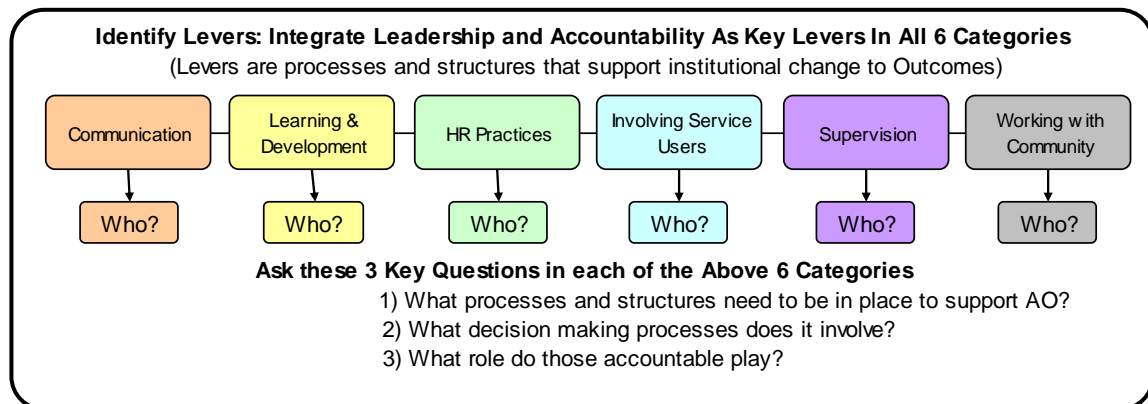 Identify Levers: Integrate Leadership and Accountability As Key Levers In All 6 Categories
(Levers are processes and structures that support institutional change to Outcomes)
Communication
Learning &
Development
HR Practices
Involving Service
Users
Supervision
Working with
Community
Who?
Who?
Who?
Who?
Who?
Who?
Ask these 3 Key Questions in each of the Above 6 Categories
1) What processes and structures need to be in place to support AO?
2) What decision making processes does it involve?
3) What role do those accountable play?